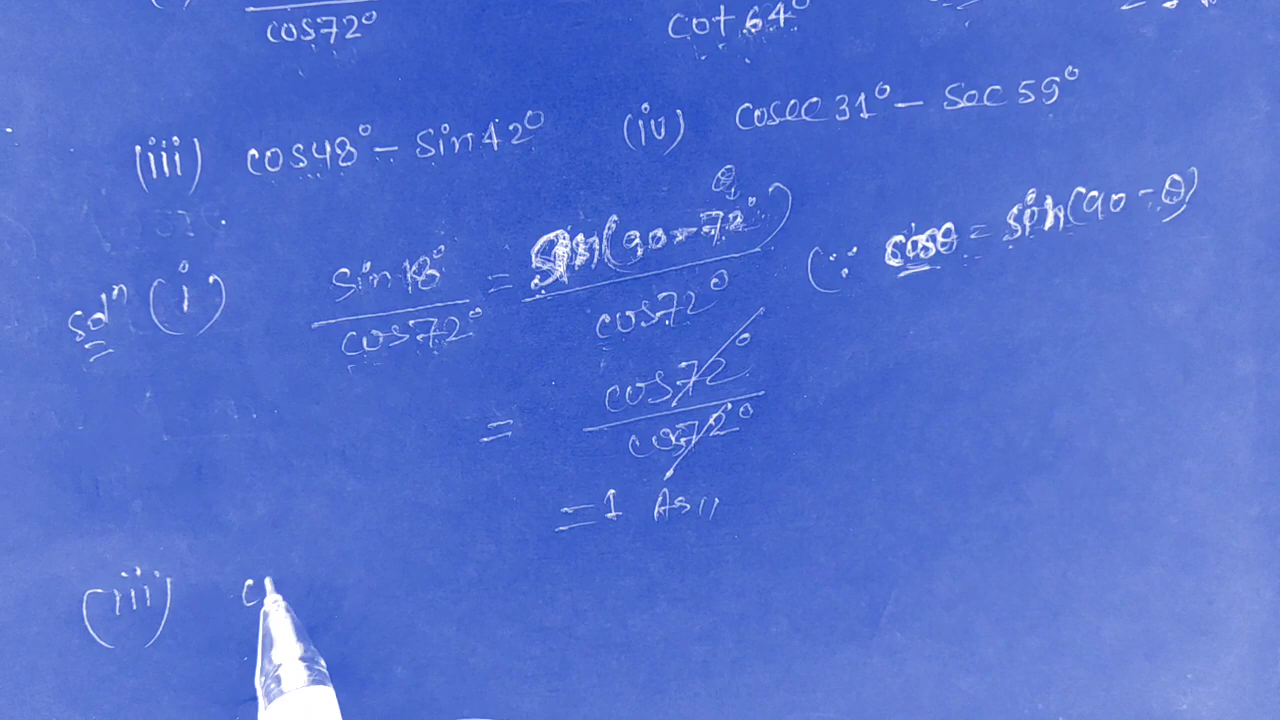 cos72° cot64°
(iii) cos48° - sin42° (iv) cosec31° - sec59°
θ
solⁿ (i) sin18° / cos72° = sin(90-72°) / cos72° (∵ cosθ = sin(90-θ)
= cos72° / cos72°
= 1 As,,
(iii) c